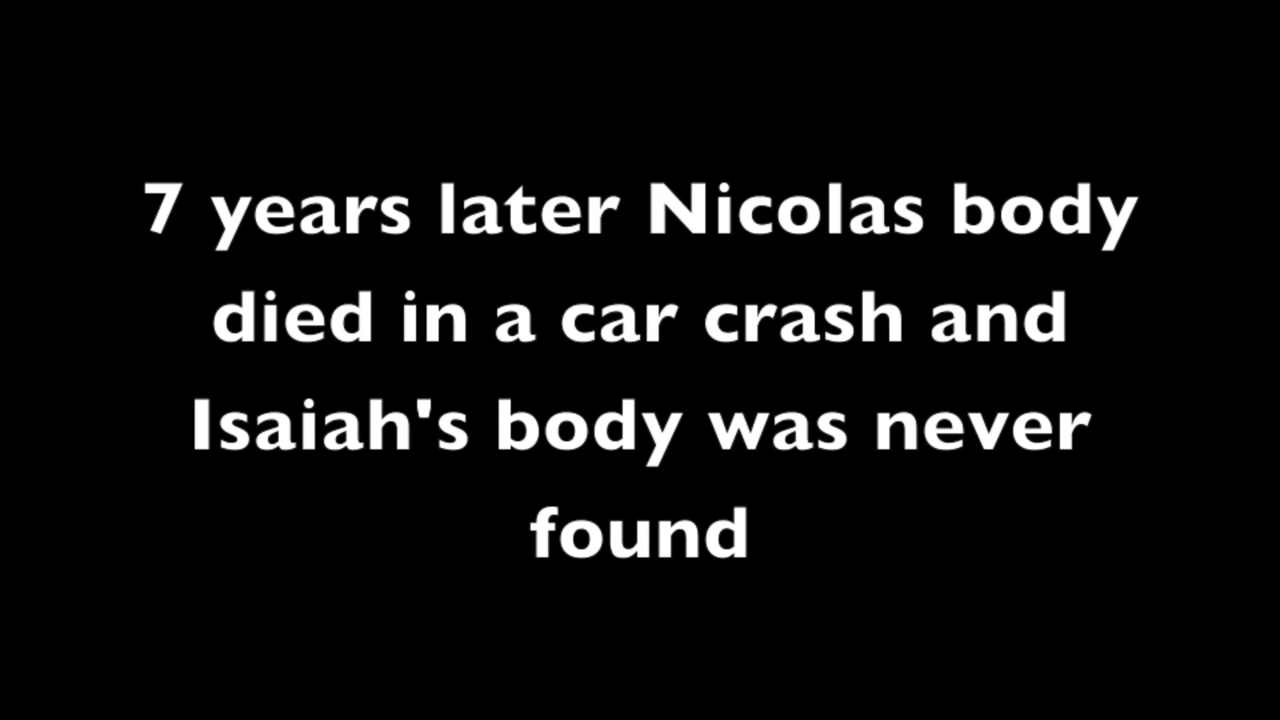 7 years later Nicolas body
died in a car crash and
Isaiah's body was never
found